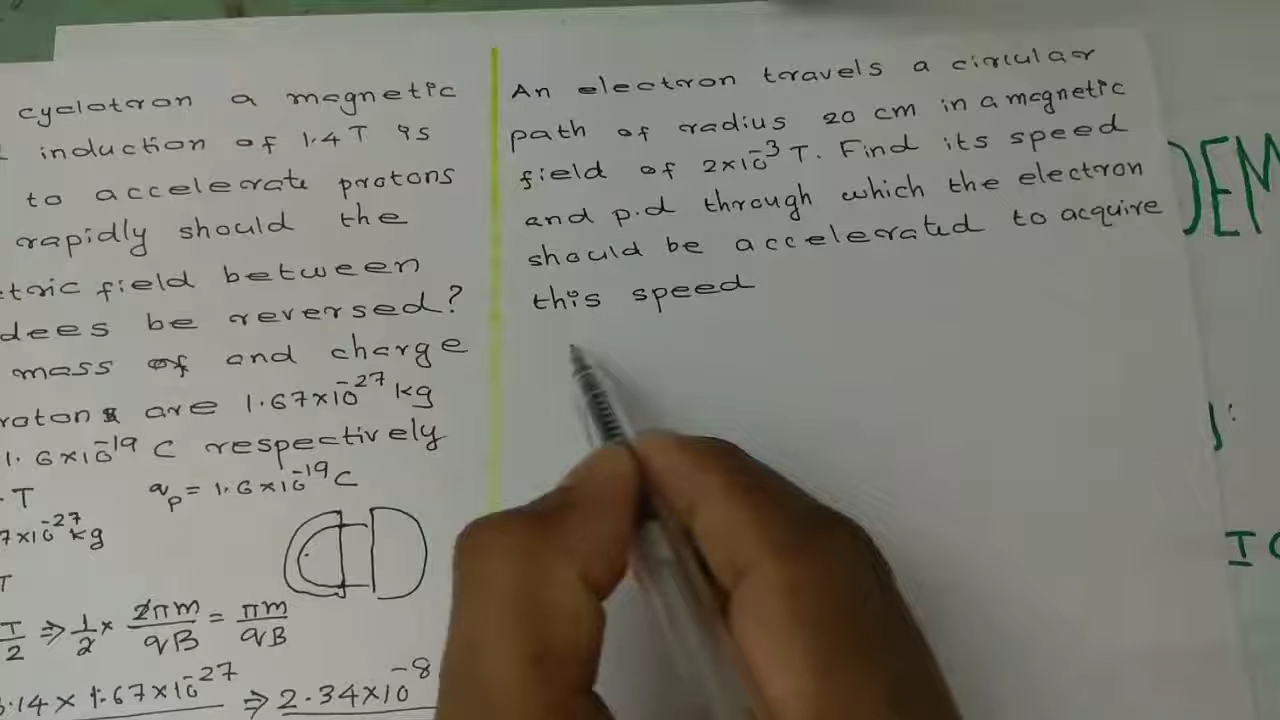 cyclotron a magnetic
induction of 1.4T is
to accelerate protons
rapidly should the
tric field between
dees be reversed?
mass of and charge
rotons are 1.67×10⁻²⁷ kg
1.6×10⁻¹⁹ C respectively
T qp = 1.6×10⁻¹⁹ C
7×10⁻²⁷ kg
T
T/2 ⇒ 1/2 × 2πm/qB = πm/qB
3.14 × 1.67×10⁻²⁷ ⇒ 2.34×10⁻⁸
An electron travels a circular
path of radius 20 cm in a magnetic
field of 2×10⁻³ T. Find its speed
and p.d through which the electron
should be accelerated to acquire
this speed
DEM